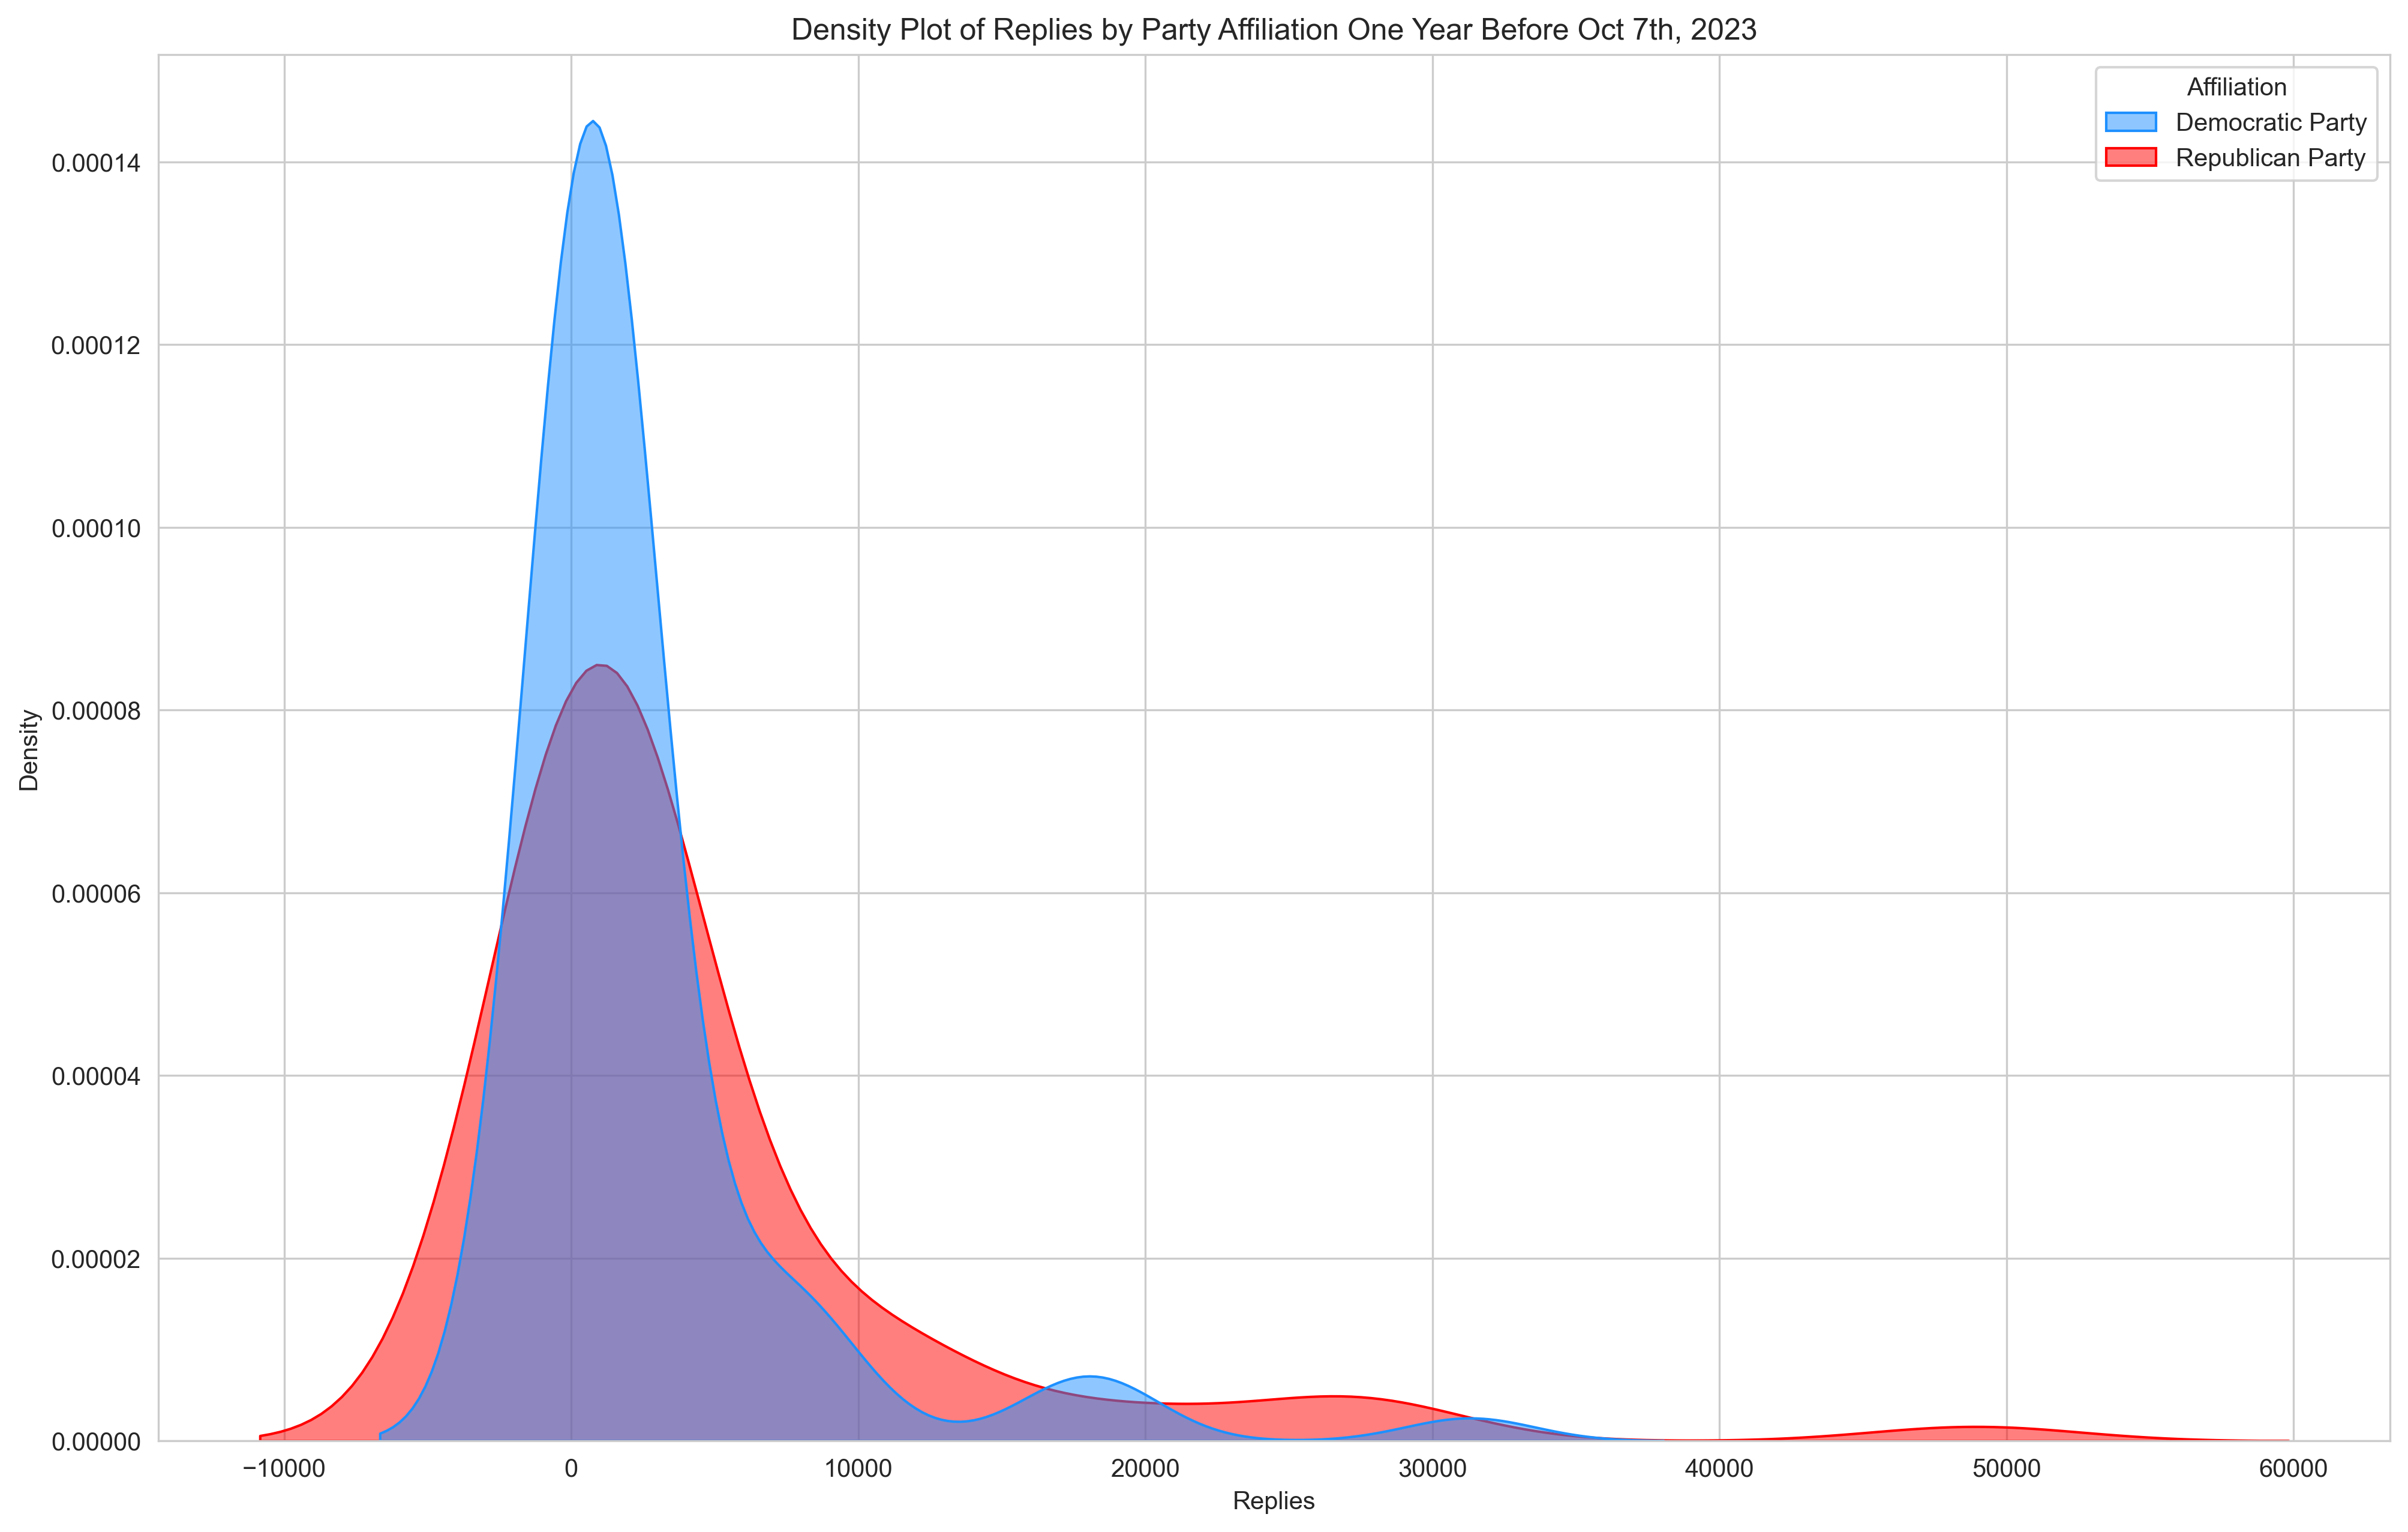 Density Plot of Replies by Party Affiliation One Year Before Oct 7th, 2023
Affiliation
Democratic Party
Republican Party
0.00014
0.00012
0.00010
0.00008
0.00006
0.00004
0.00002
0.00000
Density
−10000 0 10000 20000 30000 40000 50000 60000
Replies